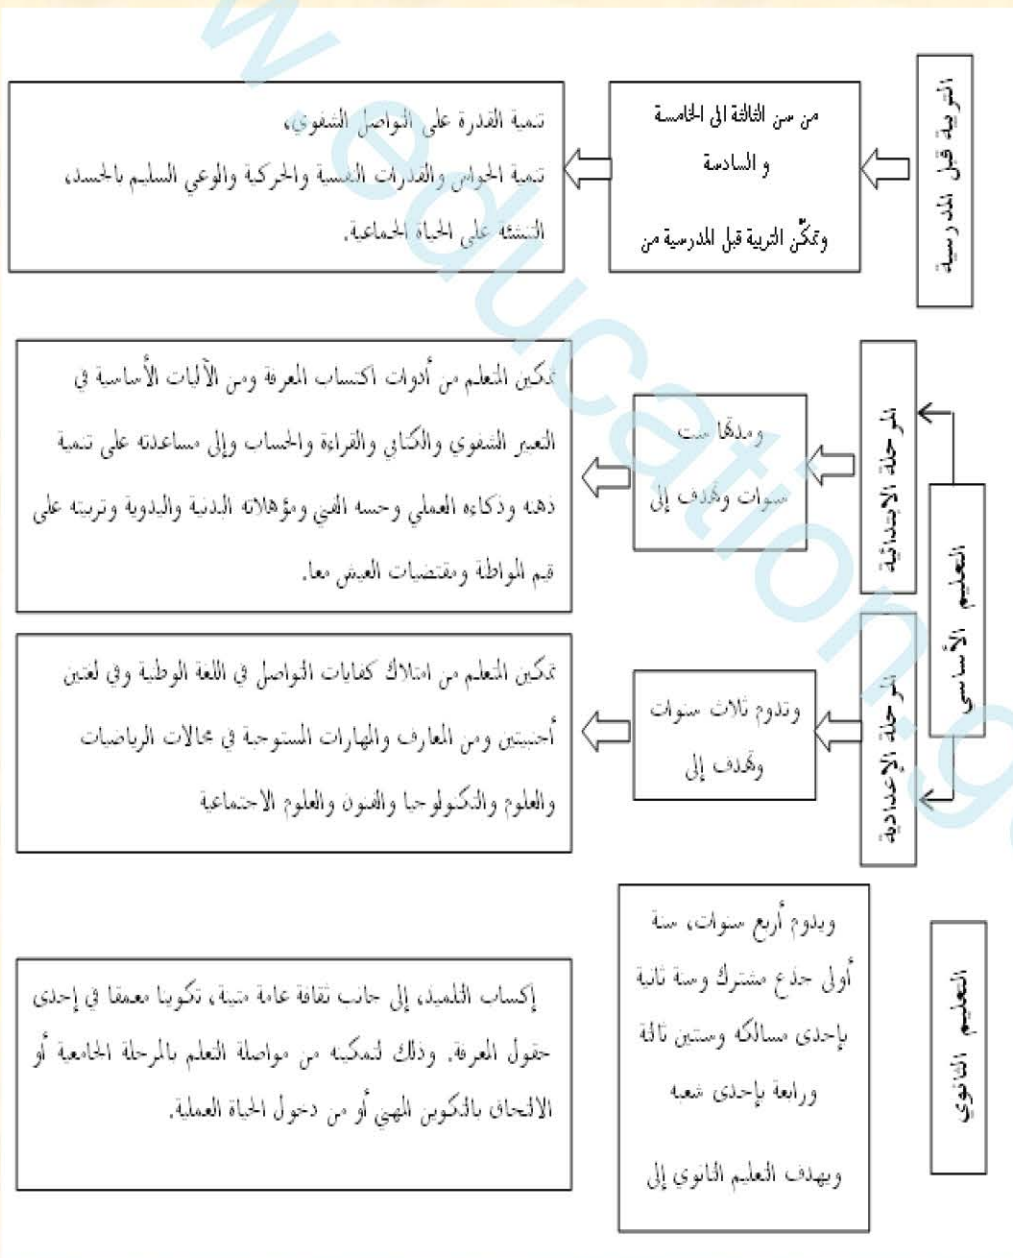 التربية قبل المدرسية
من سن الثالثة الى الخامسة
و السادسة
وتمكّن التربية قبل المدرسية من
تنمية القدرة على التواصل الشفوي،
تنمية الحواس والقدرات النفسية والحركية والوعي السليم بالجسد،
التنشئة على الحياة الجماعية.
التعليم الأساسي
المرحلة الابتدائية
ومدتها ست
سنوات وتهدف إلى
تمكين المتعلم من أدوات اكتساب المعرفة ومن الآليات الأساسية في
التعبير الشفوي والكتابي والقراءة والحساب وإلى مساعدته على تنمية
ذهنه وذكاءه العملي وحسه الفني ومؤهلاته البدنية واليدوية وتربيته على
قيم المواطنة ومقتضيات العيش معا.
المرحلة الإعدادية
وتدوم ثلاث سنوات
وتهدف إلى
تمكين المتعلم من امتلاك كفايات التواصل في اللغة الوطنية وفي لغتين
أجنبيتين ومن المعارف والمهارات المستوجبة في مجالات الرياضيات
والعلوم والتكنولوجيا والفنون والعلوم الاجتماعية
التعليم الثانوي
ويدوم أربع سنوات، سنة
أولى جذع مشترك وسنة ثانية
بإحدى مسالكه وسنتين ثالثة
ورابعة بإحدى شعبه
ويهدف التعليم الثانوي إلى
إكساب التلميذ، إلى جانب ثقافة عامة متينة، تكوينا معمقا في إحدى
حقول المعرفة. وذلك لتمكينه من مواصلة التعلم بالمرحلة الجامعية أو
الالتحاق بالتكوين المهني أو من دخول الحياة العملية.
w.education.g